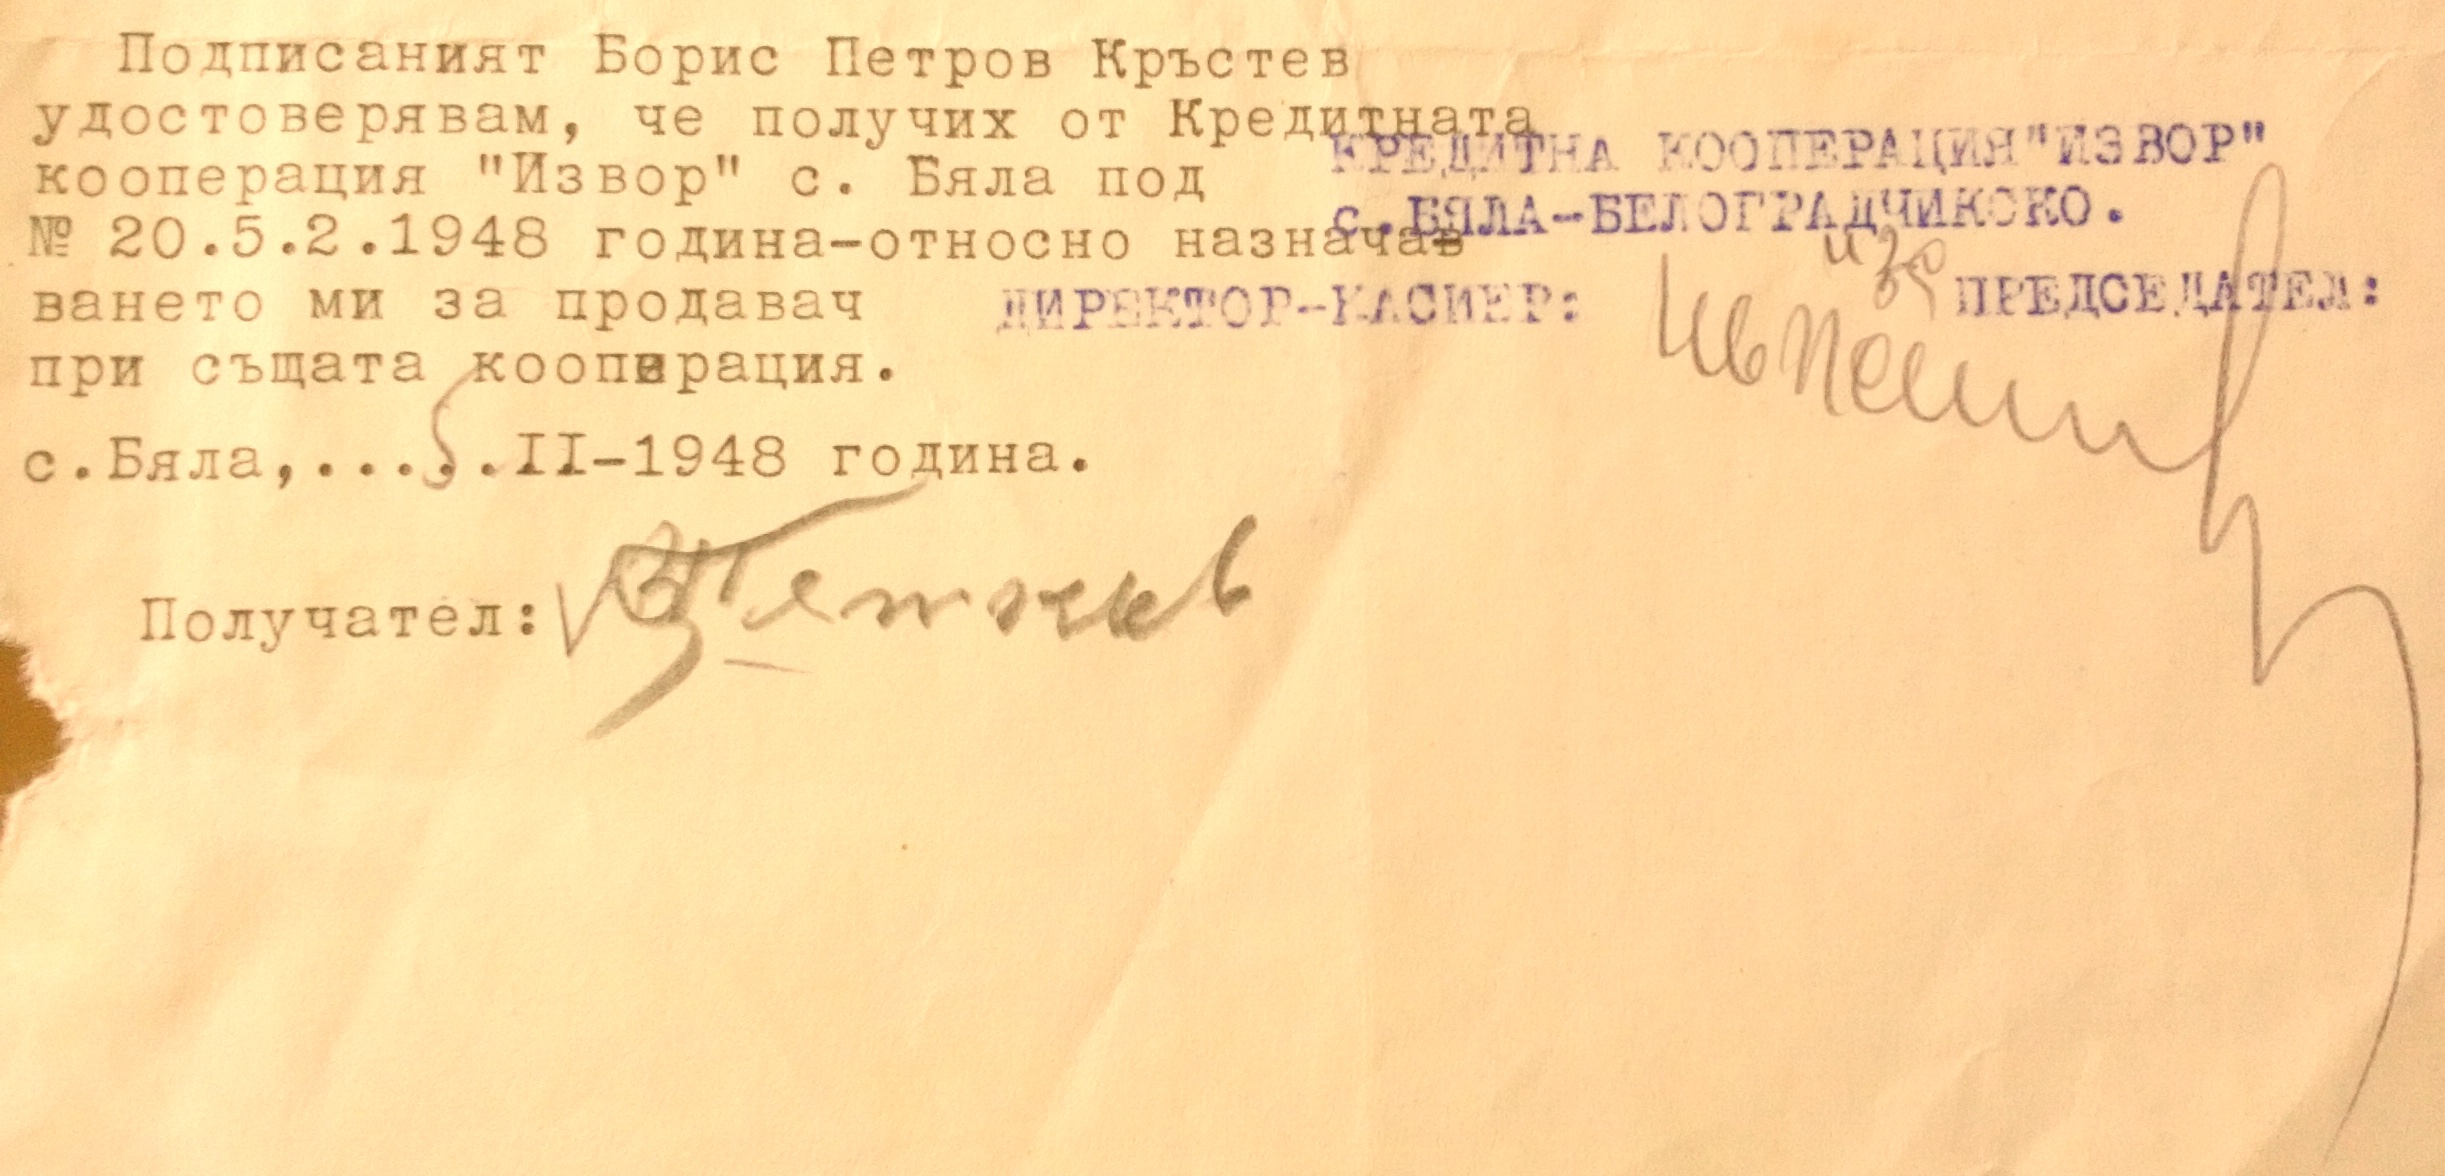 Подписаният Борис Петров Кръстев
удостоверявам, че получих от Кредитната
кооперация "Извор" с. Бяла под
№ 20.5.2.1948 година-относно назначав
ването ми за продавач
при същата кооперация.
с.Бяла,....5..II-1948 година.
Получател:
КРЕДИТНА КООПЕРАЦИЯ"ИЗВОР"
с.БЯЛА-БЕЛОГРАДЧИКСКО.
ДИРЕКТОР-КАСИЕР:
ПРЕДСЕДАТЕЛ: